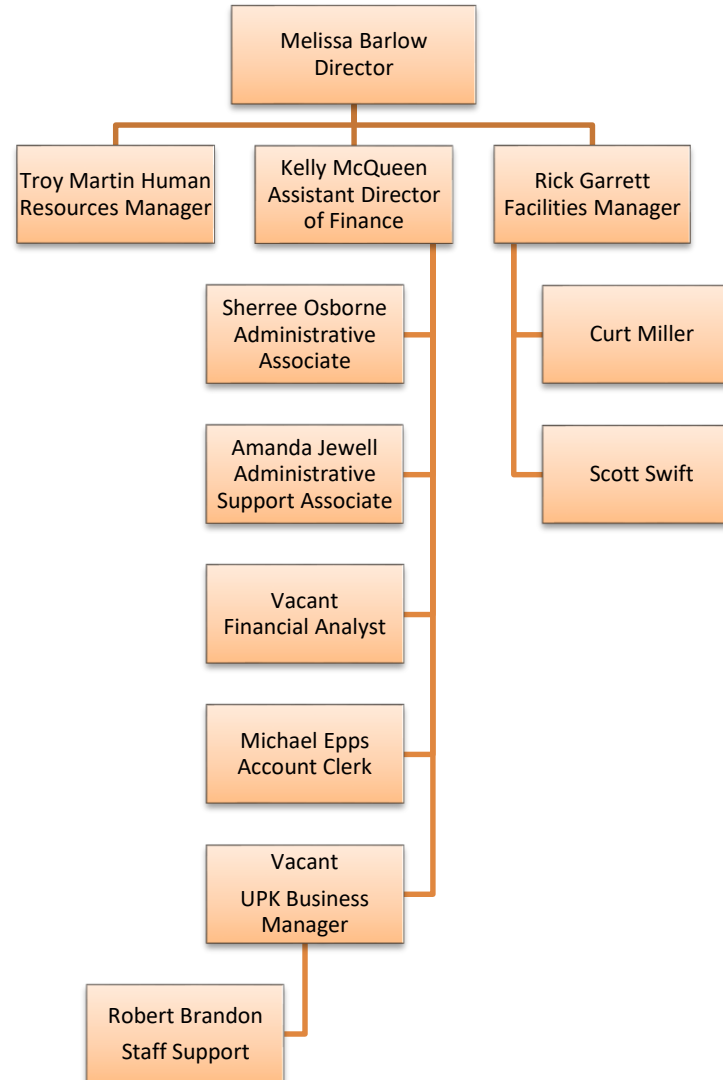 Melissa Barlow
Director
Troy Martin Human
Resources Manager
Kelly McQueen
Assistant Director
of Finance
Rick Garrett
Facilities Manager
Sherree Osborne
Administrative
Associate
Curt Miller
Amanda Jewell
Administrative
Support Associate
Scott Swift
Vacant
Financial Analyst
Michael Epps
Account Clerk
Vacant
UPK Business
Manager
Robert Brandon
Staff Support